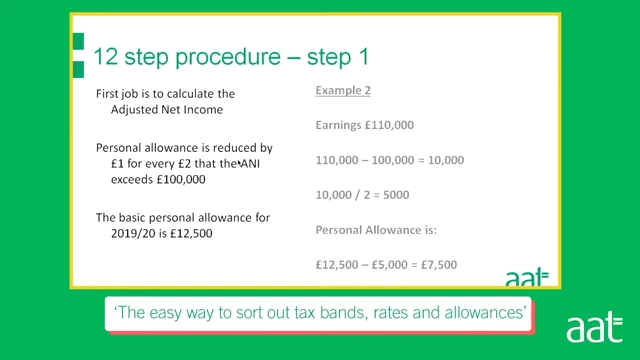 12 step procedure – step 1
First job is to calculate the
Adjusted Net Income
Personal allowance is reduced by
£1 for every £2 that the ANI
exceeds £100,000
The basic personal allowance for
2019/20 is £12,500
Example 2
Earnings £110,000
110,000 – 100,000 = 10,000
10,000 / 2 = 5000
Personal Allowance is:
£12,500 – £5,000 = £7,500
aat
‘The easy way to sort out tax bands, rates and allowances’
aat